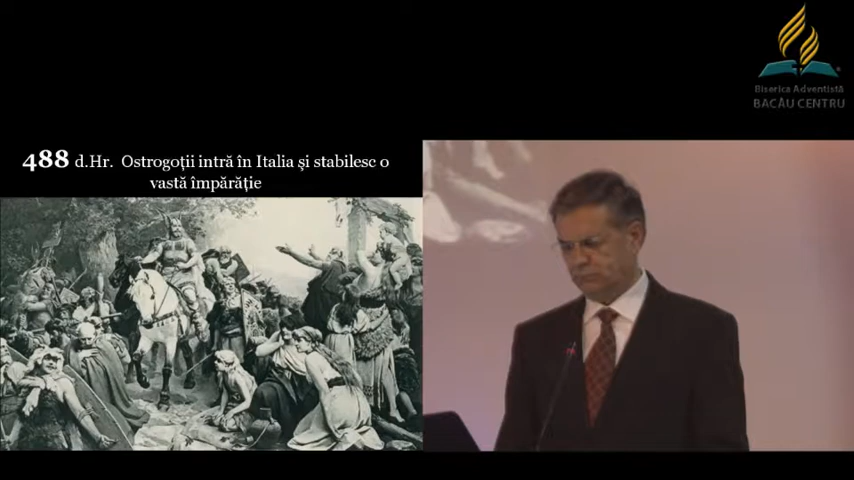 Biserica Adventistă
BACĂU CENTRU
488 d.Hr. Ostrogoţii intră în Italia şi stabilesc o
vastă împărăţie